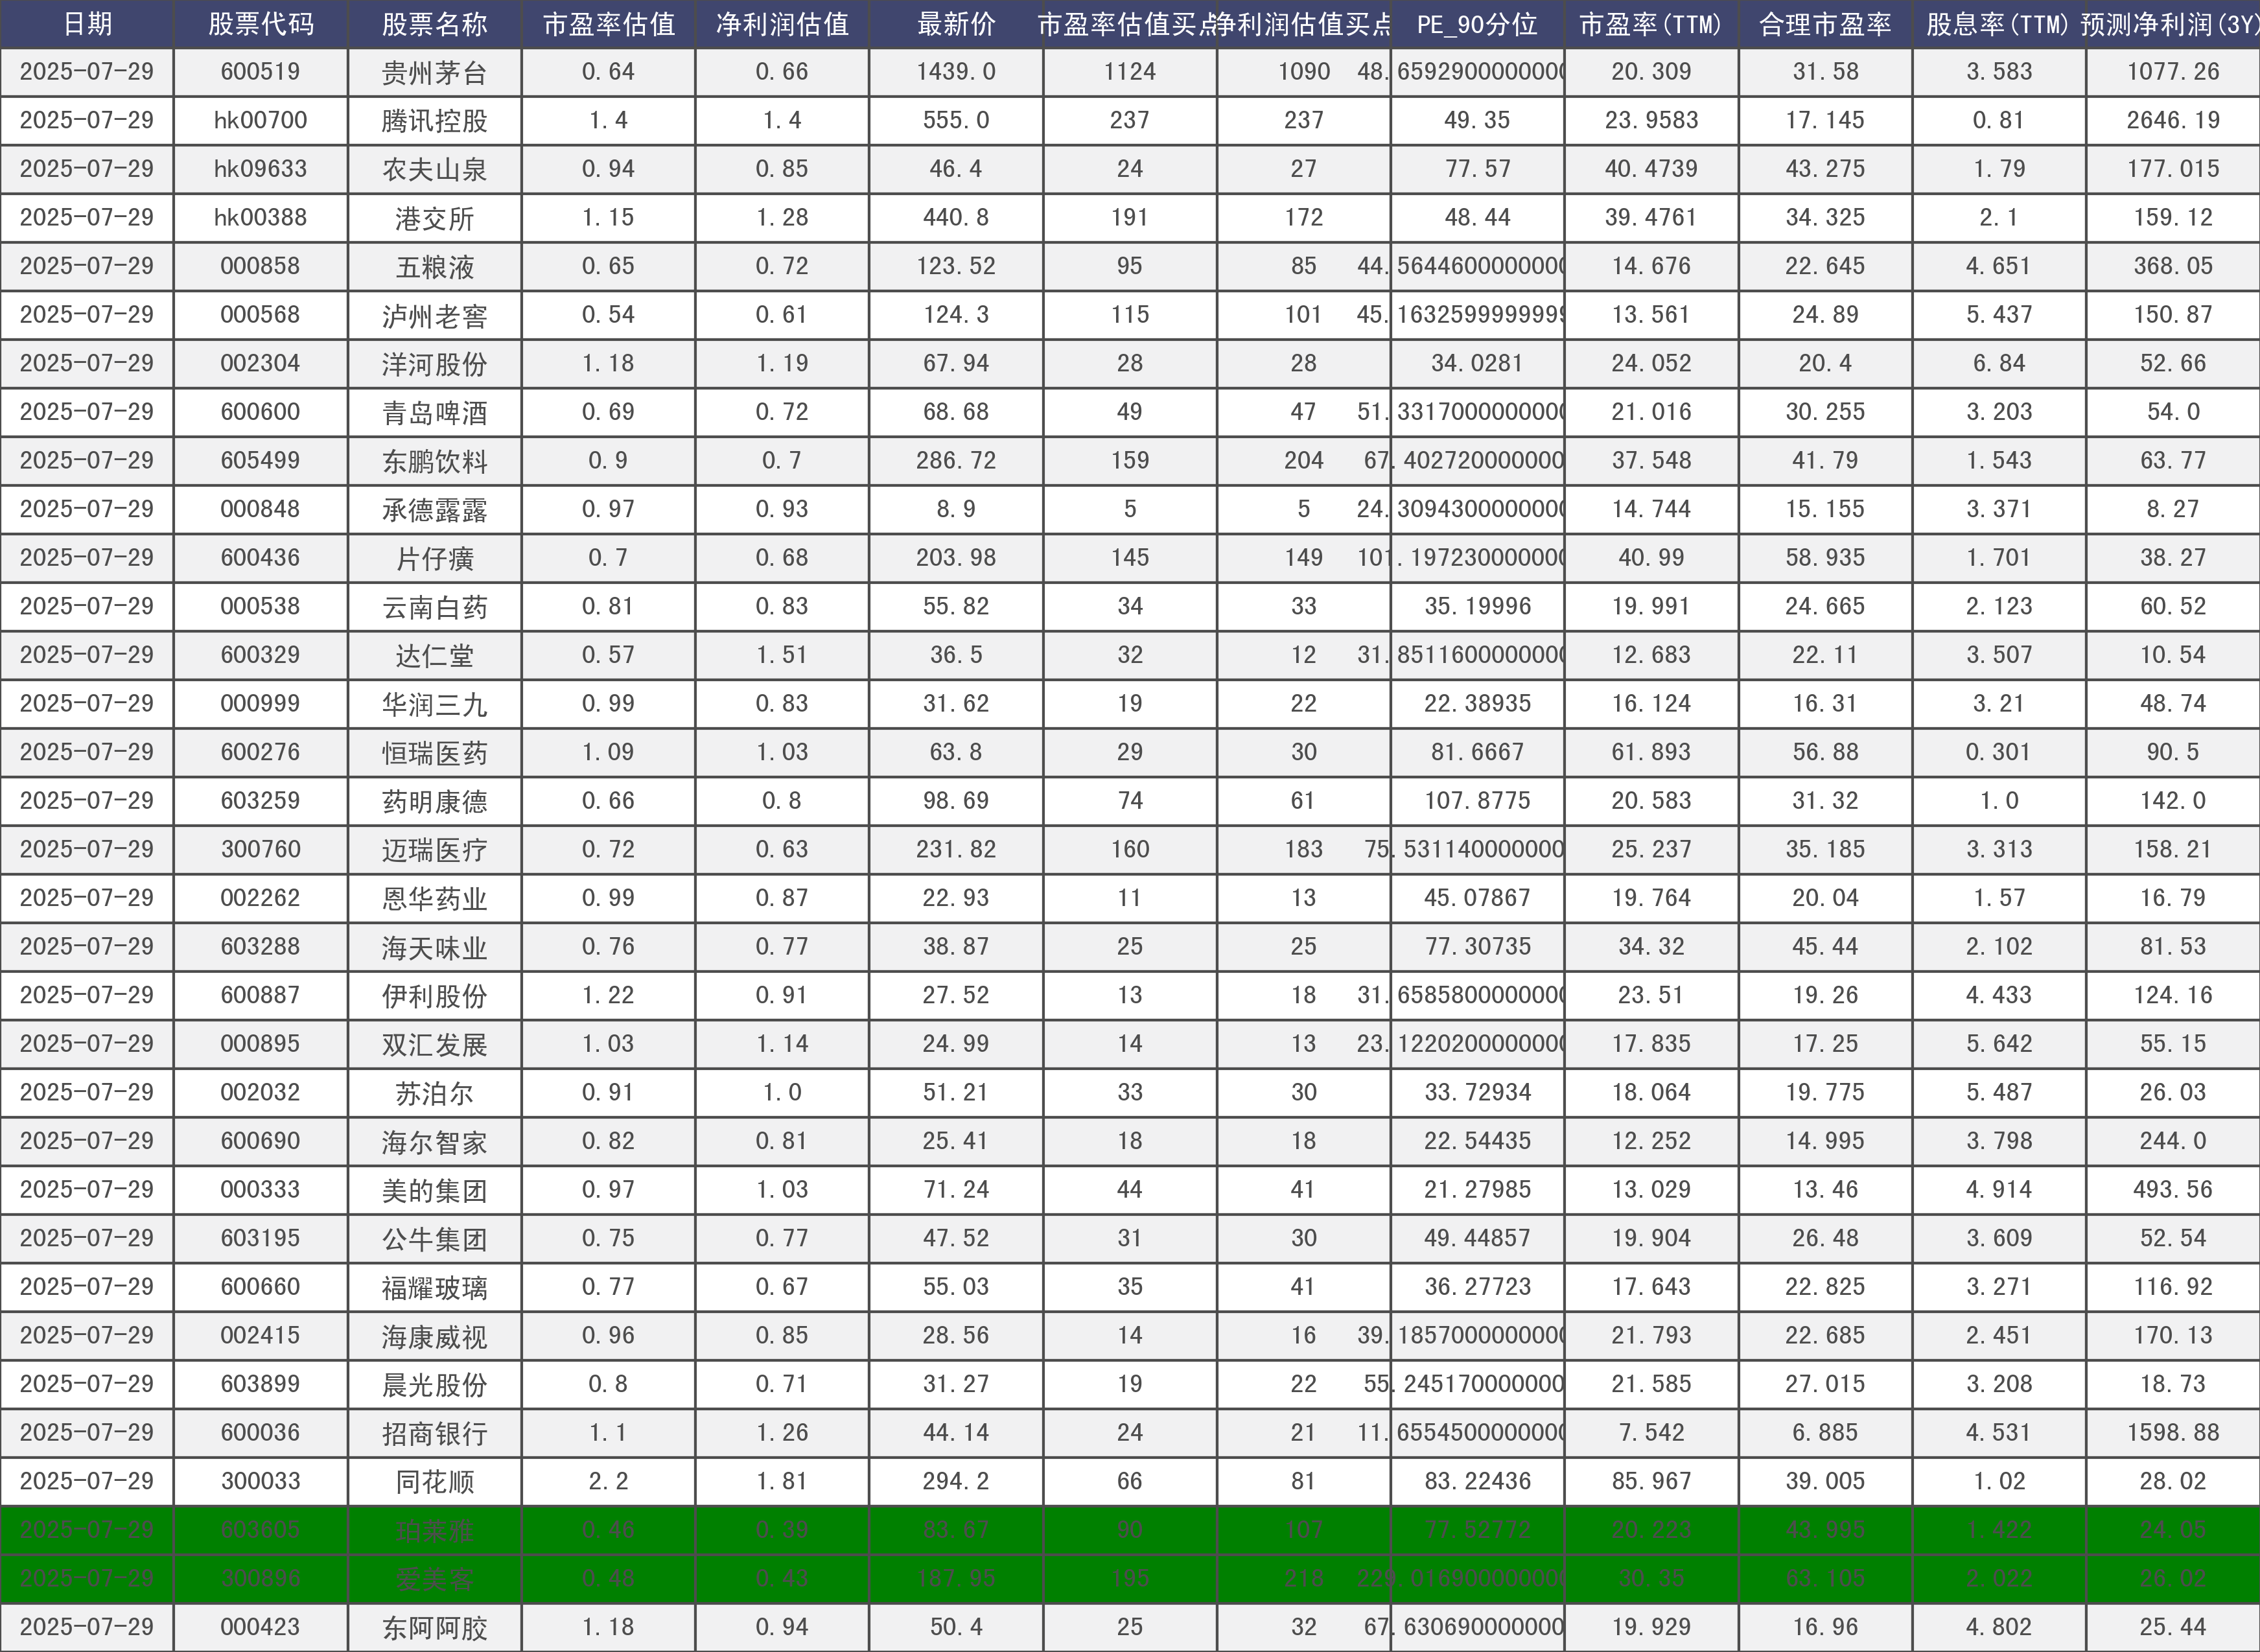 日期 股票代码 股票名称 市盈率估值 净利润估值 最新价 市盈率估值买点 净利润估值买点 PE_90分位 市盈率(TTM) 合理市盈率 股息率(TTM) 预测净利润(3Y)
2025-07-29 600519 贵州茅台 0.64 0.66 1439.0 1124 1090 48.6592900000000 20.309 31.58 3.583 1077.26
2025-07-29 hk00700 腾讯控股 1.4 1.4 555.0 237 237 49.35 23.9583 17.145 0.81 2646.19
2025-07-29 hk09633 农夫山泉 0.94 0.85 46.4 24 27 77.57 40.4739 43.275 1.79 177.015
2025-07-29 hk00388 港交所 1.15 1.28 440.8 191 172 48.44 39.4761 34.325 2.1 159.12
2025-07-29 000858 五粮液 0.65 0.72 123.52 95 85 44.5644600000000 14.676 22.645 4.651 368.05
2025-07-29 000568 泸州老窖 0.54 0.61 124.3 115 101 45.1632599999999 13.561 24.89 5.437 150.87
2025-07-29 002304 洋河股份 1.18 1.19 67.94 28 28 34.0281 24.052 20.4 6.84 52.66
2025-07-29 600600 青岛啤酒 0.69 0.72 68.68 49 47 51.3317000000000 21.016 30.255 3.203 54.0
2025-07-29 605499 东鹏饮料 0.9 0.7 286.72 159 204 67.402720000000 37.548 41.79 1.543 63.77
2025-07-29 000848 承德露露 0.97 0.93 8.9 5 5 24.3094300000000 14.744 15.155 3.371 8.27
2025-07-29 600436 片仔癀 0.7 0.68 203.98 145 149 101.197230000000 40.99 58.935 1.701 38.27
2025-07-29 000538 云南白药 0.81 0.83 55.82 34 33 35.19996 19.991 24.665 2.123 60.52
2025-07-29 600329 达仁堂 0.57 1.51 36.5 32 12 31.8511600000000 12.683 22.11 3.507 10.54
2025-07-29 000999 华润三九 0.99 0.83 31.62 19 22 22.38935 16.124 16.31 3.21 48.74
2025-07-29 600276 恒瑞医药 1.09 1.03 63.8 29 30 81.6667 61.893 56.88 0.301 90.5
2025-07-29 603259 药明康德 0.66 0.8 98.69 74 61 107.8775 20.583 31.32 1.0 142.0
2025-07-29 300760 迈瑞医疗 0.72 0.63 231.82 160 183 75.531140000000 25.237 35.185 3.313 158.21
2025-07-29 002262 恩华药业 0.99 0.87 22.93 11 13 45.07867 19.764 20.04 1.57 16.79
2025-07-29 603288 海天味业 0.76 0.77 38.87 25 25 77.30735 34.32 45.44 2.102 81.53
2025-07-29 600887 伊利股份 1.22 0.91 27.52 13 18 31.6585800000000 23.51 19.26 4.433 124.16
2025-07-29 000895 双汇发展 1.03 1.14 24.99 14 13 23.1220200000000 17.835 17.25 5.642 55.15
2025-07-29 002032 苏泊尔 0.91 1.0 51.21 33 30 33.72934 18.064 19.775 5.487 26.03
2025-07-29 600690 海尔智家 0.82 0.81 25.41 18 18 22.54435 12.252 14.995 3.798 244.0
2025-07-29 000333 美的集团 0.97 1.03 71.24 44 41 21.27985 13.029 13.46 4.914 493.56
2025-07-29 603195 公牛集团 0.75 0.77 47.52 31 30 49.44857 19.904 26.48 3.609 52.54
2025-07-29 600660 福耀玻璃 0.77 0.67 55.03 35 41 36.27723 17.643 22.825 3.271 116.92
2025-07-29 002415 海康威视 0.96 0.85 28.56 14 16 39.1857000000000 21.793 22.685 2.451 170.13
2025-07-29 603899 晨光股份 0.8 0.71 31.27 19 22 55.245170000000 21.585 27.015 3.208 18.73
2025-07-29 600036 招商银行 1.1 1.26 44.14 24 21 11.6554500000000 7.542 6.885 4.531 1598.88
2025-07-29 300033 同花顺 2.2 1.81 294.2 66 81 83.22436 85.967 39.005 1.02 28.02
2025-07-29 603605 珀莱雅 0.46 0.39 83.67 90 107 77.52772 20.223 43.995 1.422 24.05
2025-07-29 300896 爱美客 0.48 0.43 187.95 195 218 229.016900000000 30.35 63.105 2.022 26.02
2025-07-29 000423 东阿阿胶 1.18 0.94 50.4 25 32 67.630690000000 19.929 16.96 4.802 25.44